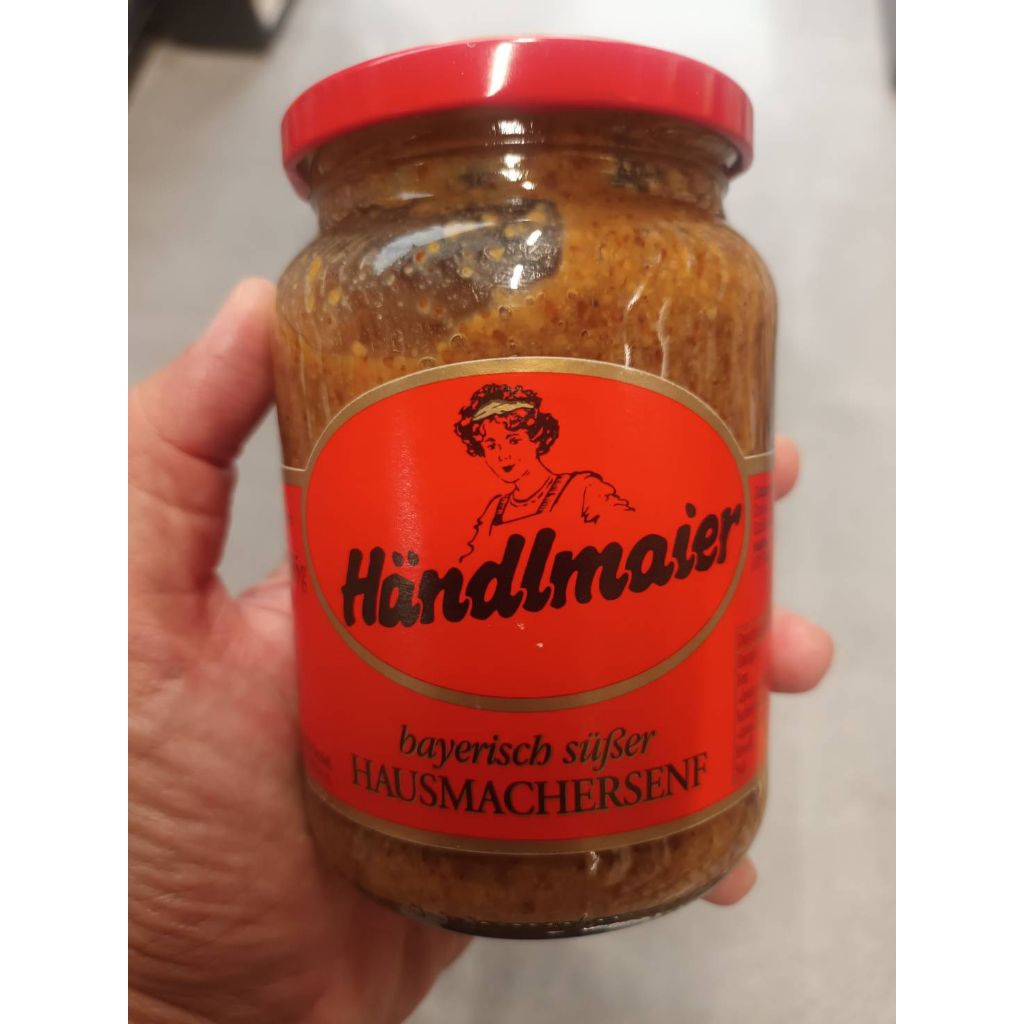 Händlmaier
bayerisch süßer
HAUSMACHERSENF